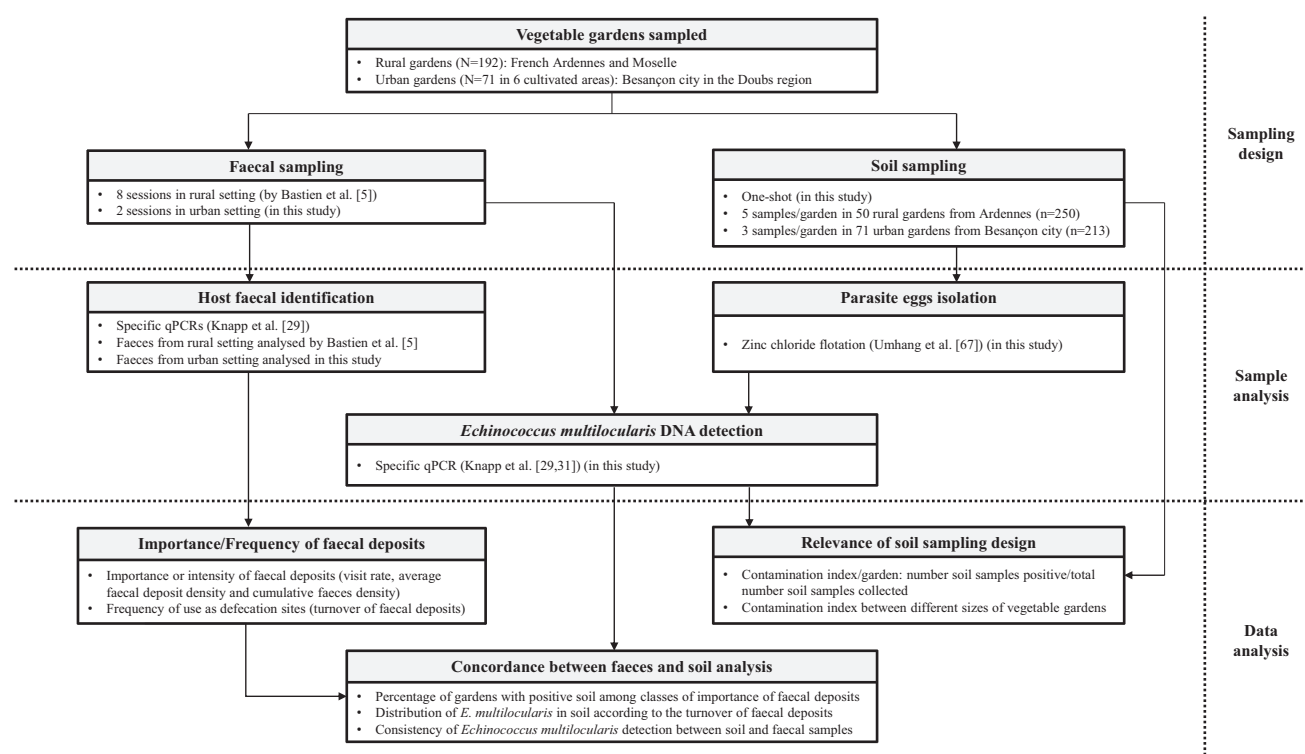 Vegetable gardens sampled
• Rural gardens (N=192): French Ardennes and Moselle
• Urban gardens (N=71 in 6 cultivated areas): Besançon city in the Doubs region
Sampling
design
Faecal sampling
• 8 sessions in rural setting (by Bastien et al. [5])
• 2 sessions in urban setting (in this study)
Soil sampling
• One-shot (in this study)
• 5 samples/garden in 50 rural gardens from Ardennes (n=250)
• 3 samples/garden in 71 urban gardens from Besançon city (n=213)
Host faecal identification
• Specific qPCRs (Knapp et al. [29])
• Faeces from rural setting analysed by Bastien et al. [5]
• Faeces from urban setting analysed in this study
Parasite eggs isolation
• Zinc chloride flotation (Umhang et al. [67]) (in this study)
Sample
analysis
Echinococcus multilocularis DNA detection
• Specific qPCR (Knapp et al. [29,31]) (in this study)
Importance/Frequency of faecal deposits
• Importance or intensity of faecal deposits (visit rate, average
faecal deposit density and cumulative faeces density)
• Frequency of use as defecation sites (turnover of faecal deposits)
Relevance of soil sampling design
• Contamination index/garden: number soil samples positive/total
number soil samples collected
• Contamination index between different sizes of vegetable gardens
Data
analysis
Concordance between faeces and soil analysis
• Percentage of gardens with positive soil among classes of importance of faecal deposits
• Distribution of E. multilocularis in soil according to the turnover of faecal deposits
• Consistency of Echinococcus multilocularis detection between soil and faecal samples